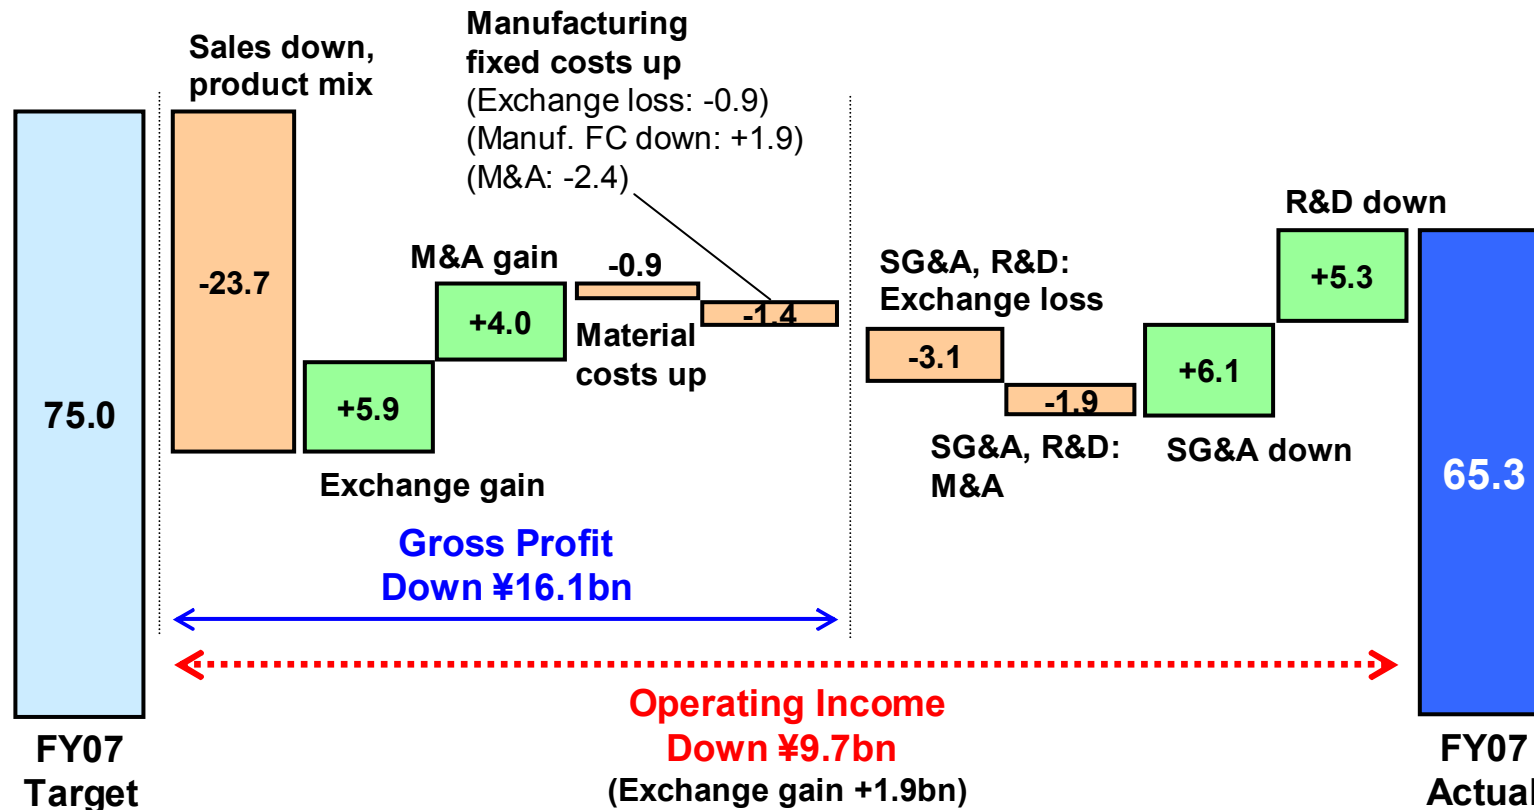 Manufacturing
fixed costs up
(Exchange loss: -0.9)
(Manuf. FC down: +1.9)
(M&A: -2.4)
Sales down,
product mix
-23.7
75.0
+5.9
Exchange gain
M&A gain
+4.0
-0.9
Material
costs up
-1.4
SG&A, R&D:
Exchange loss
-3.1
-1.9
SG&A, R&D:
M&A
+6.1
SG&A down
R&D down
+5.3
65.3
Gross Profit
Down ¥16.1bn
Operating Income
Down ¥9.7bn
(Exchange gain +1.9bn)
FY07
Target
FY07
Actual